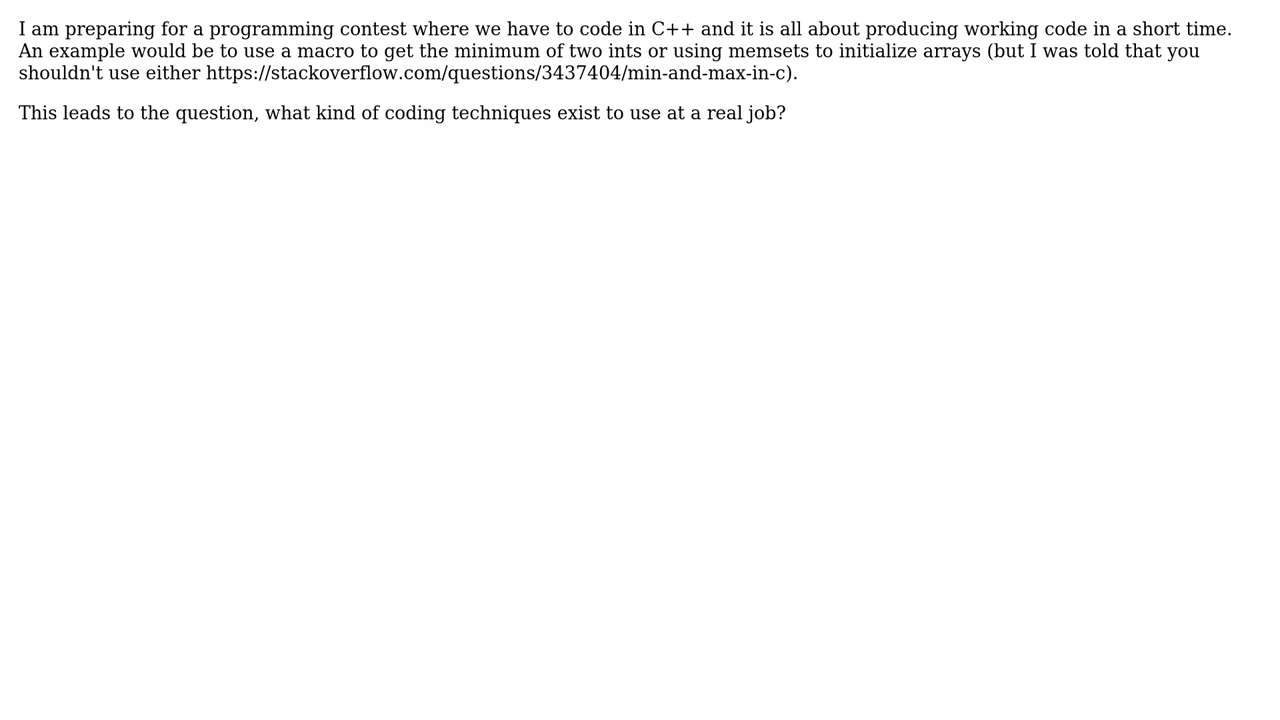 I am preparing for a programming contest where we have to code in C++ and it is all about producing working code in a short time.
An example would be to use a macro to get the minimum of two ints or using memsets to initialize arrays (but I was told that you
shouldn't use either https://stackoverflow.com/questions/3437404/min-and-max-in-c).
This leads to the question, what kind of coding techniques exist to use at a real job?